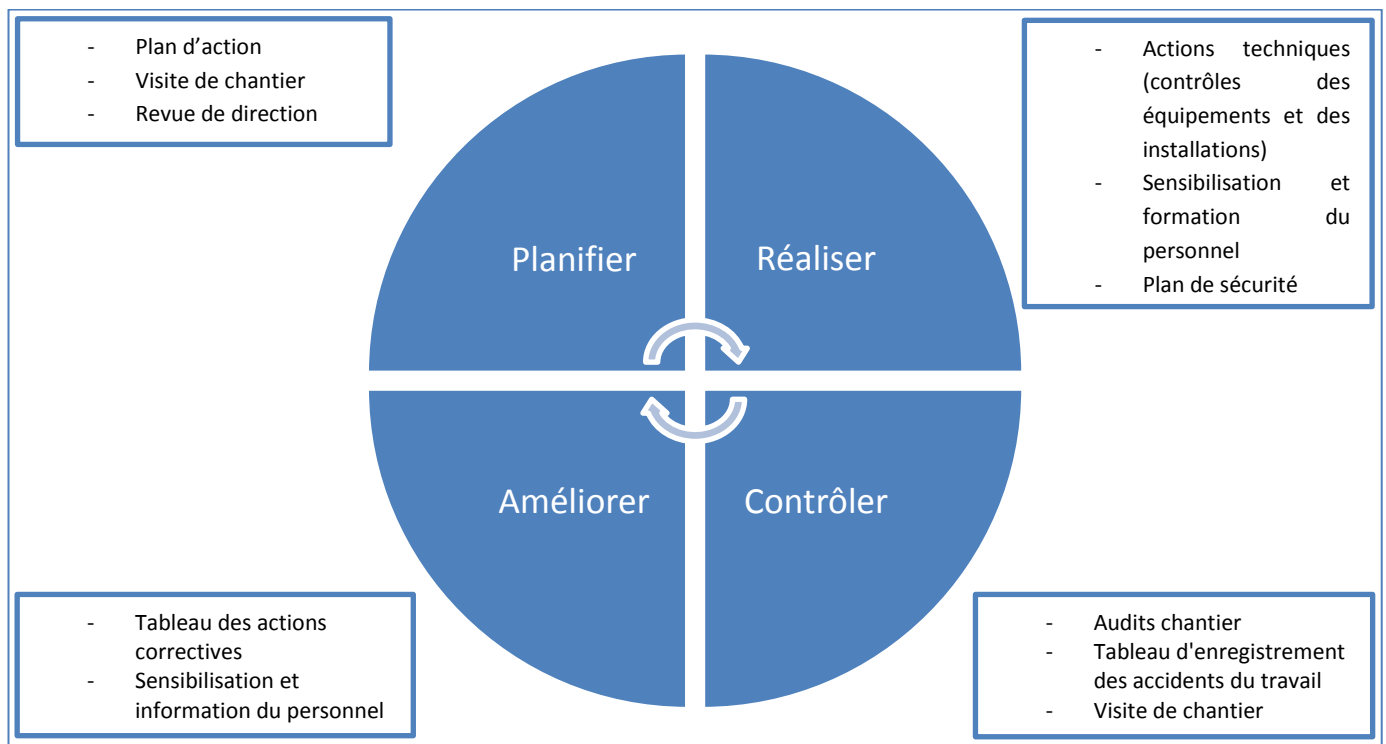 - Plan d’action
- Visite de chantier
- Revue de direction
- Actions techniques
(contrôles des
équipements et des
installations)
- Sensibilisation et
formation du
personnel
- Plan de sécurité
Planifier
Réaliser
Améliorer
Contrôler
- Tableau des actions
correctives
- Sensibilisation et
information du personnel
- Audits chantier
- Tableau d'enregistrement
des accidents du travail
- Visite de chantier